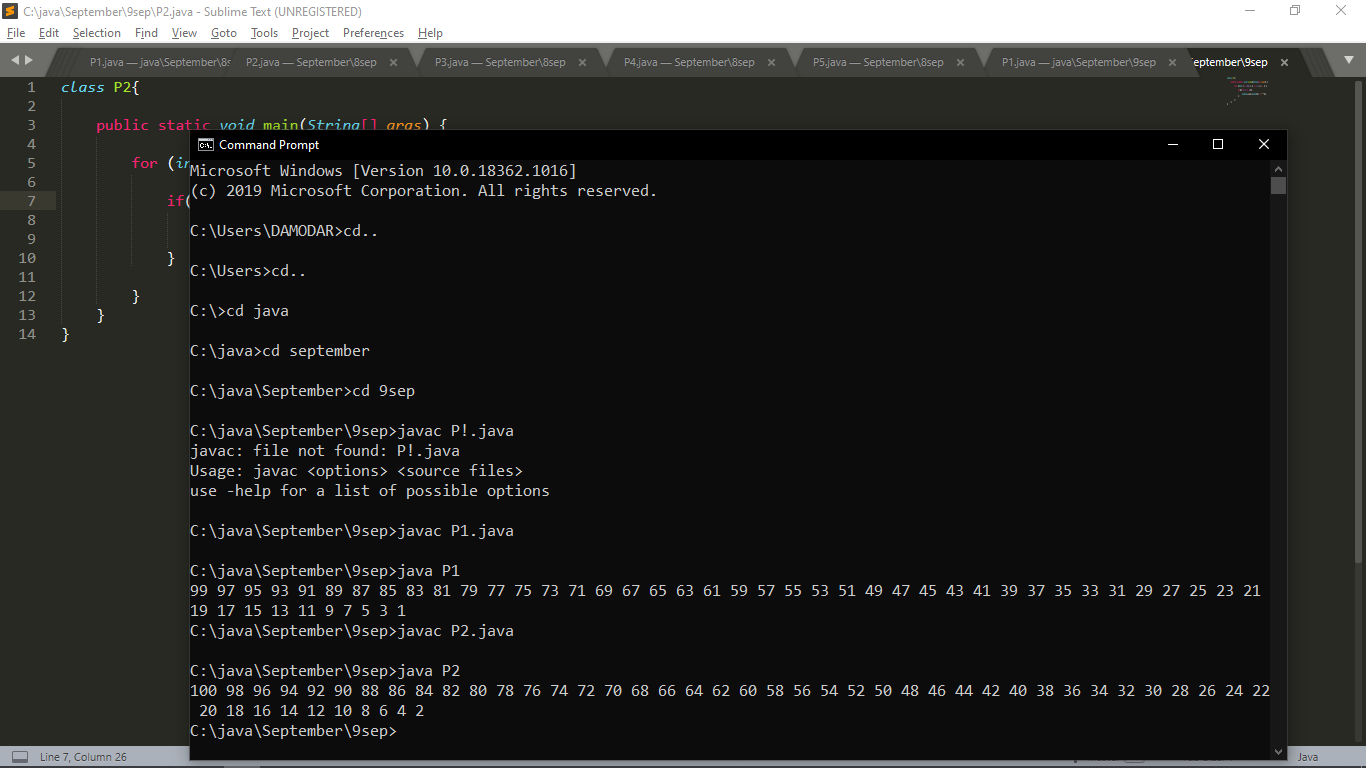 C:\java\September\9sep\P2.java - Sublime Text (UNREGISTERED)
File Edit Selection Find View Goto Tools Project Preferences Help
P1.java — java\September\8s P2.java — September\8sep P3.java — September\8sep P4.java — September\8sep P5.java — September\8sep P1.java — java\September\9sep September\9sep
1 class P2{
2
3 public static void main(String[] args) {
4
5 for (in
6
7 if(
8
9
10 }
11
12 }
13 }
14 }
Command Prompt
Microsoft Windows [Version 10.0.18362.1016]
(c) 2019 Microsoft Corporation. All rights reserved.
C:\Users\DAMODAR>cd..
C:\Users>cd..
C:\>cd java
C:\java>cd september
C:\java\September>cd 9sep
C:\java\September\9sep>javac P!.java
javac: file not found: P!.java
Usage: javac <options> <source files>
use -help for a list of possible options
C:\java\September\9sep>javac P1.java
C:\java\September\9sep>java P1
99 97 95 93 91 89 87 85 83 81 79 77 75 73 71 69 67 65 63 61 59 57 55 53 51 49 47 45 43 41 39 37 35 33 31 29 27 25 23 21
19 17 15 13 11 9 7 5 3 1
C:\java\September\9sep>javac P2.java
C:\java\September\9sep>java P2
100 98 96 94 92 90 88 86 84 82 80 78 76 74 72 70 68 66 64 62 60 58 56 54 52 50 48 46 44 42 40 38 36 34 32 30 28 26 24 22
20 18 16 14 12 10 8 6 4 2
C:\java\September\9sep>
Line 7, Column 26 Java